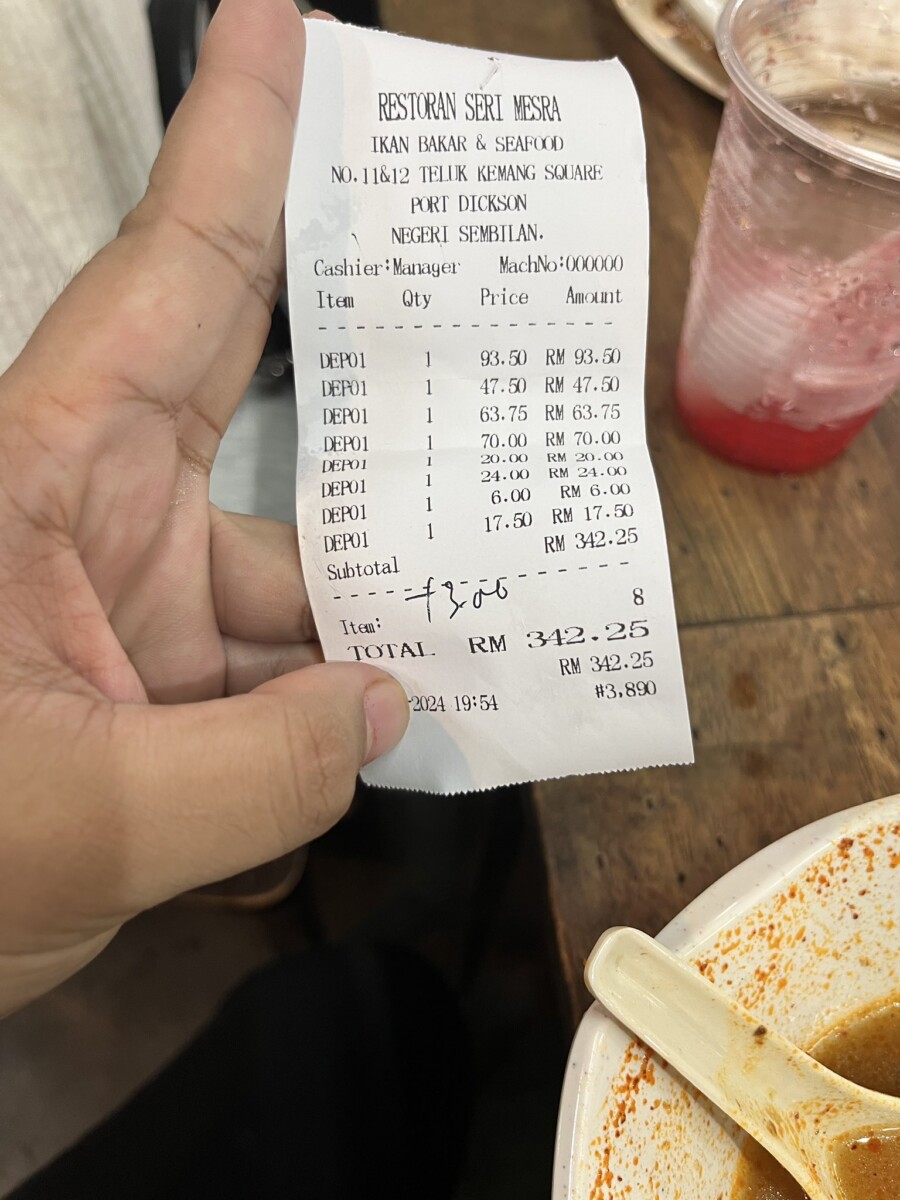 RESTORAN SERI MESRA
IKAN BAKAR & SEAFOOD
NO.11&12 TELUK KEMANG SQUARE
PORT DICKSON
NEGERI SEMBILAN.
Cashier:Manager MachNo:000000
Item Qty Price Amount
DEP01 1 93.50 RM 93.50
DEP01 1 47.50 RM 47.50
DEP01 1 63.75 RM 63.75
DEP01 1 70.00 RM 70.00
DEP01 1 20.00 RM 20.00
DEP01 1 24.00 RM 24.00
DEP01 1 6.00 RM 6.00
DEP01 1 17.50 RM 17.50
Subtotal RM 342.25
+3.00
Item: 8
TOTAL RM 342.25
RM 342.25
-2024 19:54 #3,890